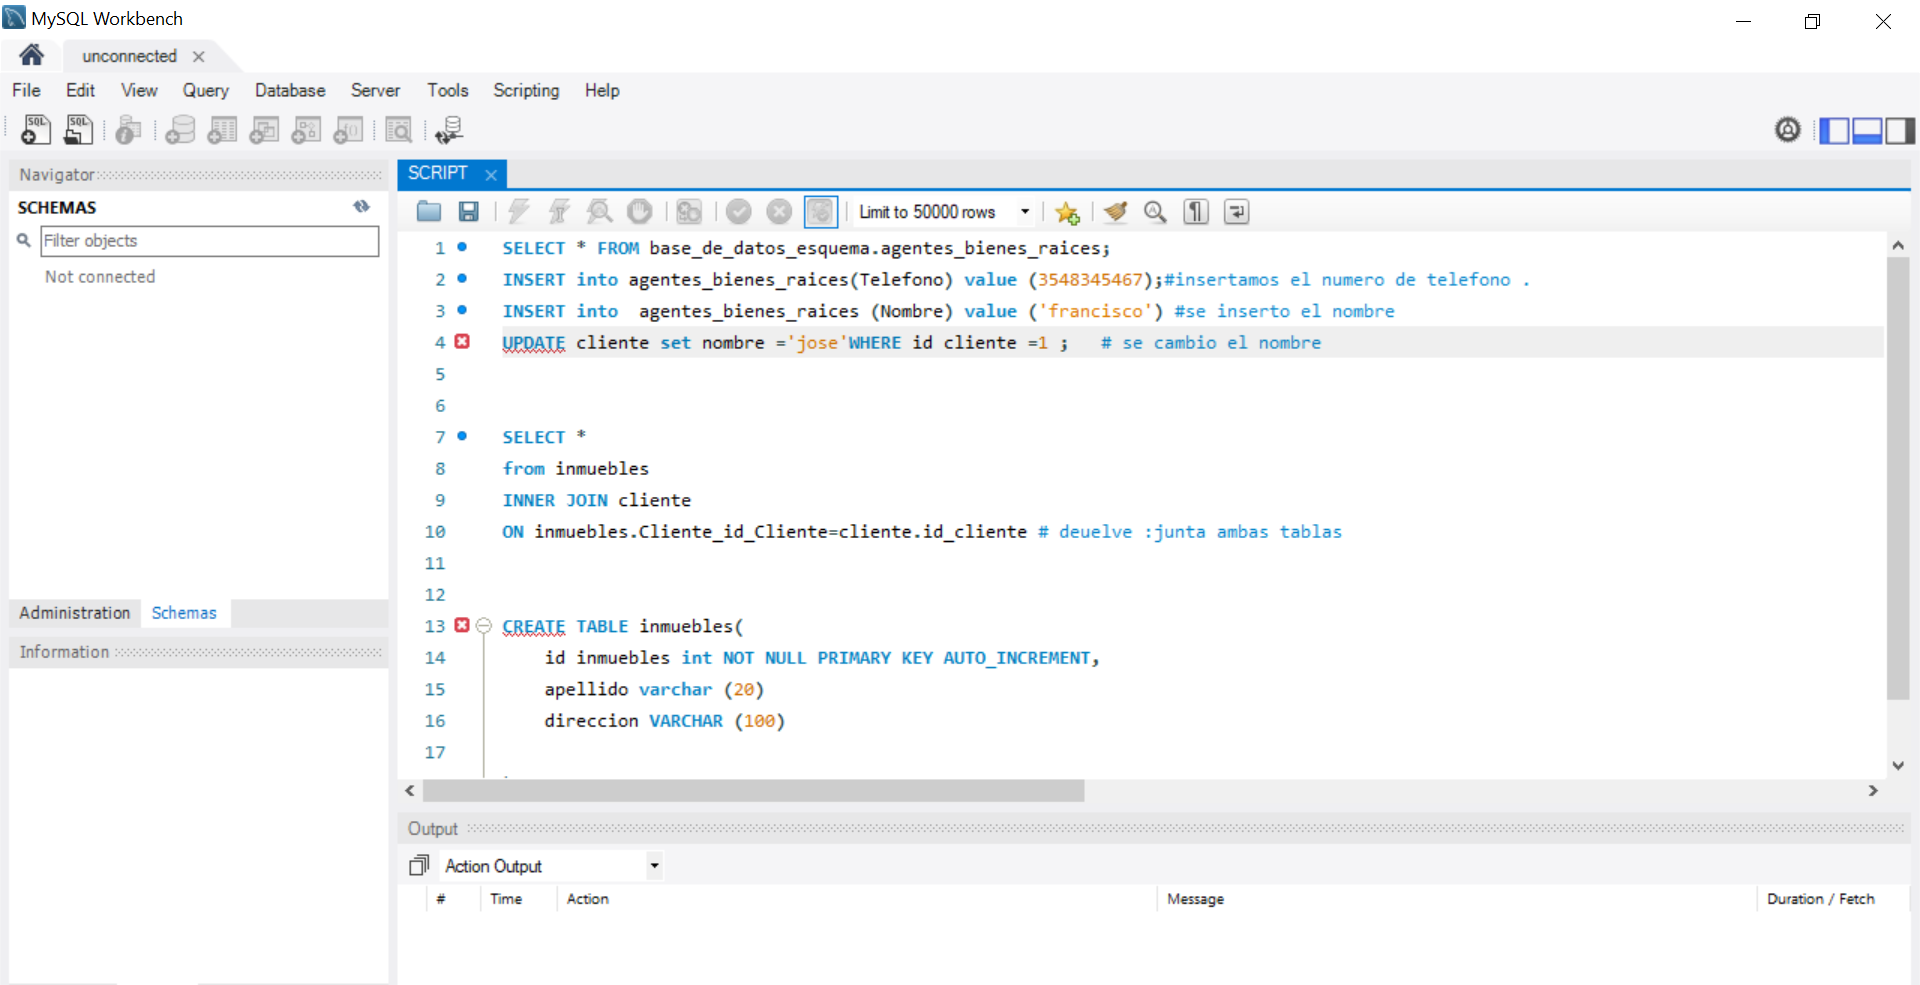 MySQL Workbench
unconnected
File Edit View Query Database Server Tools Scripting Help
Navigator
SCHEMAS
Filter objects
Not connected
Administration Schemas
Information
SCRIPT
Limit to 50000 rows
1 SELECT * FROM base_de_datos_esquema.agentes_bienes_raices;
2 INSERT into agentes_bienes_raices(Telefono) value (3548345467);#insertamos el numero de telefono .
3 INSERT into  agentes_bienes_raices (Nombre) value ('francisco') #se inserto el nombre
4 UPDATE cliente set nombre ='jose'WHERE id cliente =1 ;   # se cambio el nombre
5
6
7 SELECT *
8 from inmuebles
9 INNER JOIN cliente
10 ON inmuebles.Cliente_id_Cliente=cliente.id_cliente # deuelve :junta ambas tablas
11
12
13 CREATE TABLE inmuebles(
14 id inmuebles int NOT NULL PRIMARY KEY AUTO_INCREMENT,
15 apellido varchar (20)
16 direccion VARCHAR (100)
17
Output
Action Output
# Time Action Message Duration / Fetch